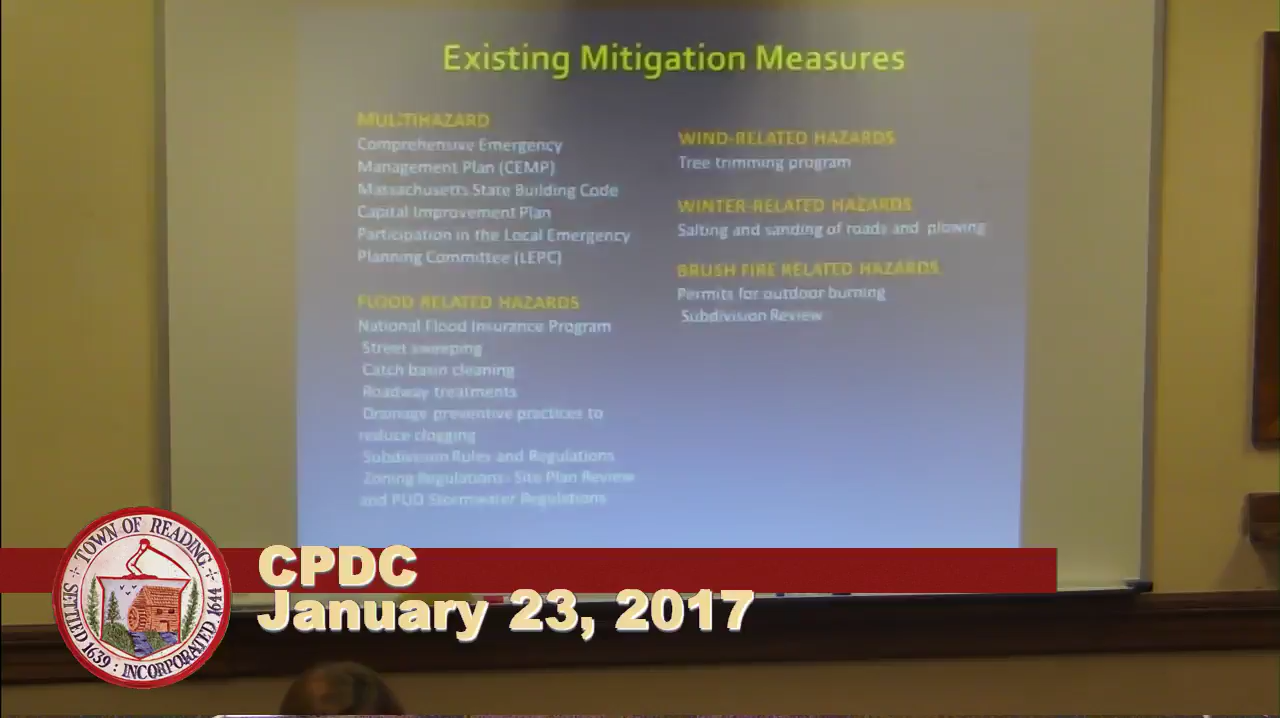 Existing Mitigation Measures
MULTIHAZARD
Comprehensive Emergency
Management Plan (CEMP)
Massachusetts State Building Code
Capital Improvement Plan
Participation in the Local Emergency
Planning Committee (LEPC)
FLOOD RELATED HAZARDS
National Flood Insurance Program
Street sweeping
Catch basin cleaning
Roadway treatments
Drainage preventive practices to
reduce clogging
Subdivision Rules and Regulations
Zoning Regulations- Site Plan Review
and PUD Stormwater Regulations
WIND-RELATED HAZARDS
Tree trimming program
WINTER-RELATED HAZARDS
Salting and sanding of roads and plowing
BRUSH FIRE RELATED HAZARDS
Permits for outdoor burning
Subdivision Review
TOWN OF READING
SETTLED 1639 : INCORPORATED 1644
CPDC
January 23, 2017